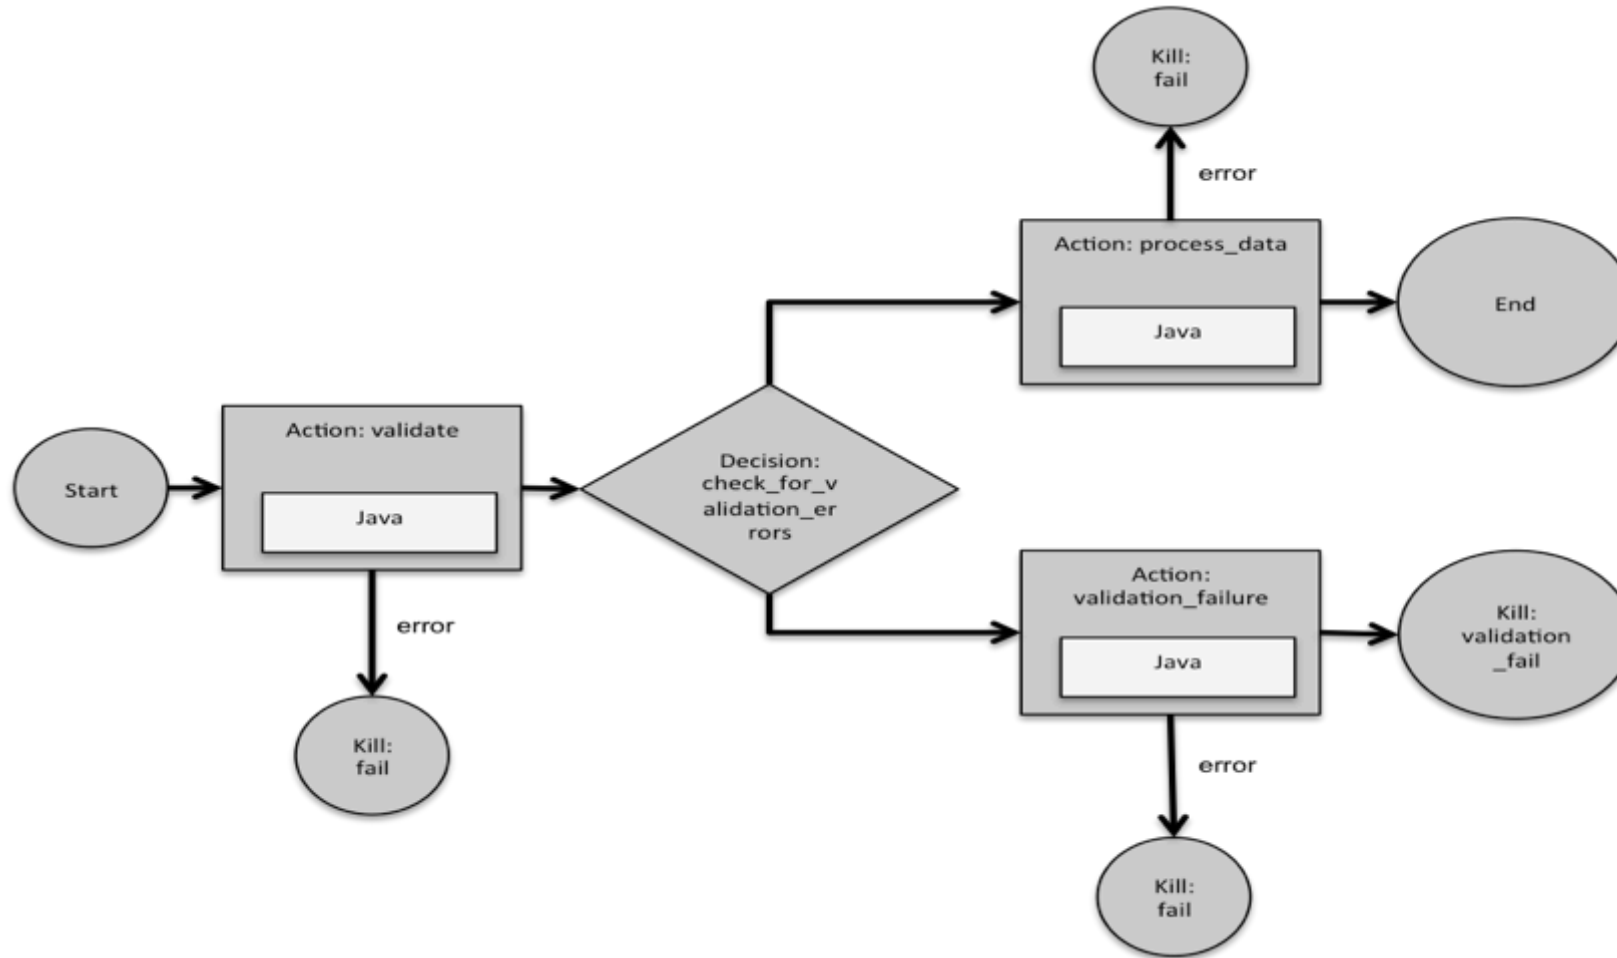 Kill:
fail
error
Action: process_data
Java
End
Action: validate
Java
Start
Decision:
check_for_v
alidation_er
rors
error
Kill:
fail
Action:
validation_failure
Java
Kill:
validation
_fail
error
Kill:
fail